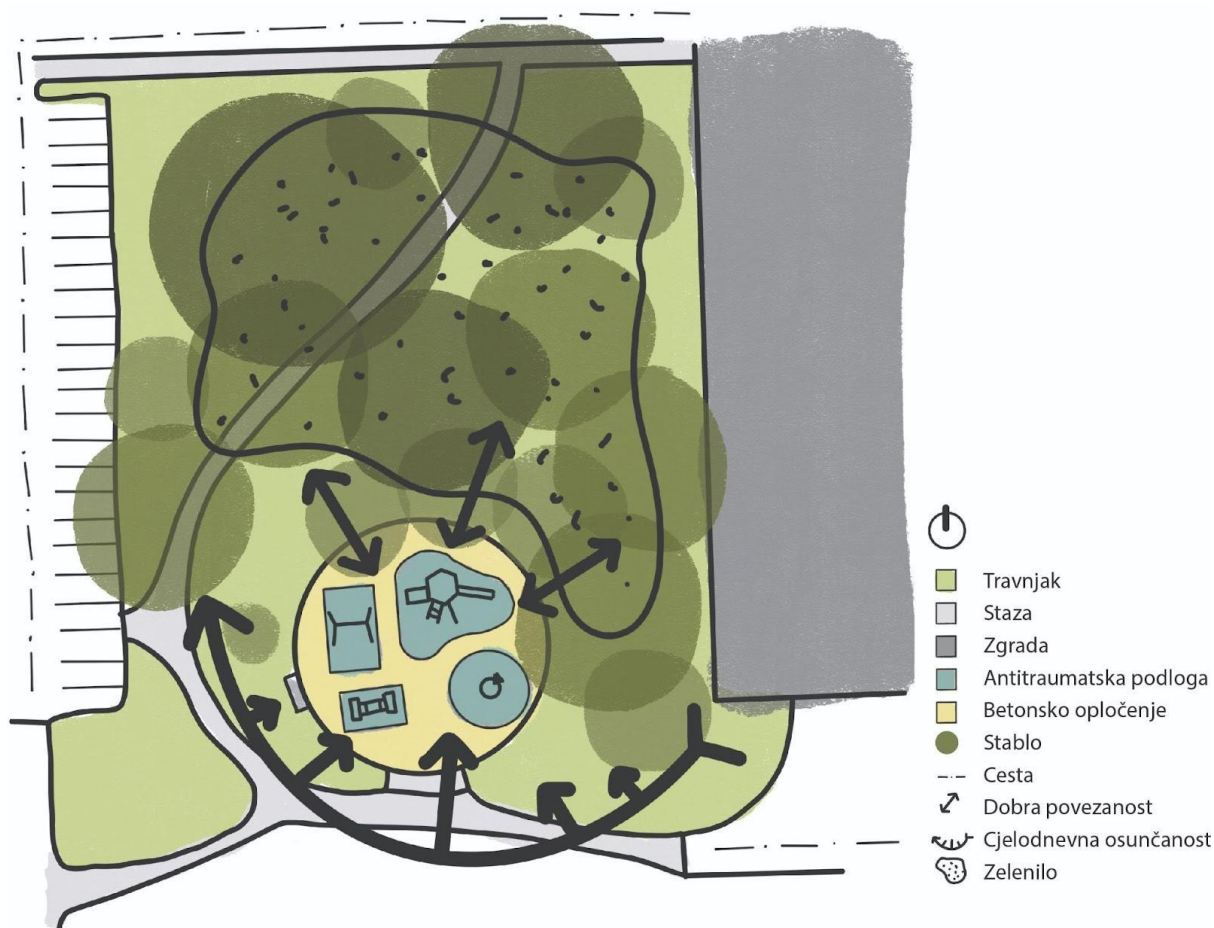 Travnjak
Staza
Zgrada
Antitraumatska podloga
Betonsko opločenje
Stablo
Cesta
Dobra povezanost
Cjelodnevna osunčanost
Zelenilo